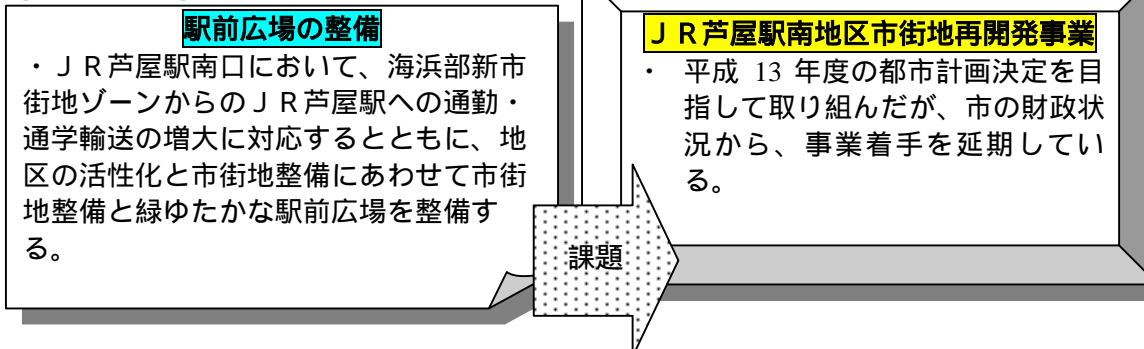 駅前広場の整備
・ＪＲ芦屋駅南口において、海浜部新市
街地ゾーンからのＪＲ芦屋駅への通勤・
通学輸送の増大に対応するとともに、地
区の活性化と市街地整備にあわせて市街
地整備と緑ゆたかな駅前広場を整備す
る。
課題
ＪＲ芦屋駅南地区市街地再開発事業
・ 平成 13 年度の都市計画決定を目
指して取り組んだが、市の財政状
況から、事業着手を延期してい
る。